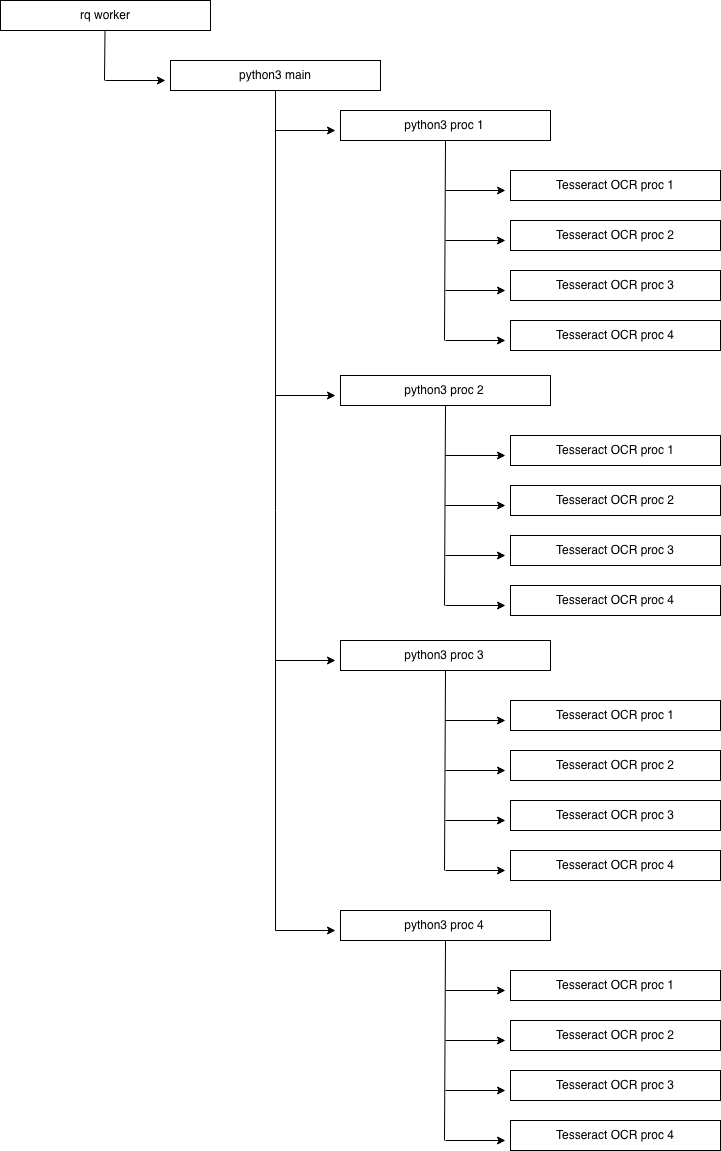 rq worker
python3 main
python3 proc 1
Tesseract OCR proc 1
Tesseract OCR proc 2
Tesseract OCR proc 3
Tesseract OCR proc 4
python3 proc 2
Tesseract OCR proc 1
Tesseract OCR proc 2
Tesseract OCR proc 3
Tesseract OCR proc 4
python3 proc 3
Tesseract OCR proc 1
Tesseract OCR proc 2
Tesseract OCR proc 3
Tesseract OCR proc 4
python3 proc 4
Tesseract OCR proc 1
Tesseract OCR proc 2
Tesseract OCR proc 3
Tesseract OCR proc 4